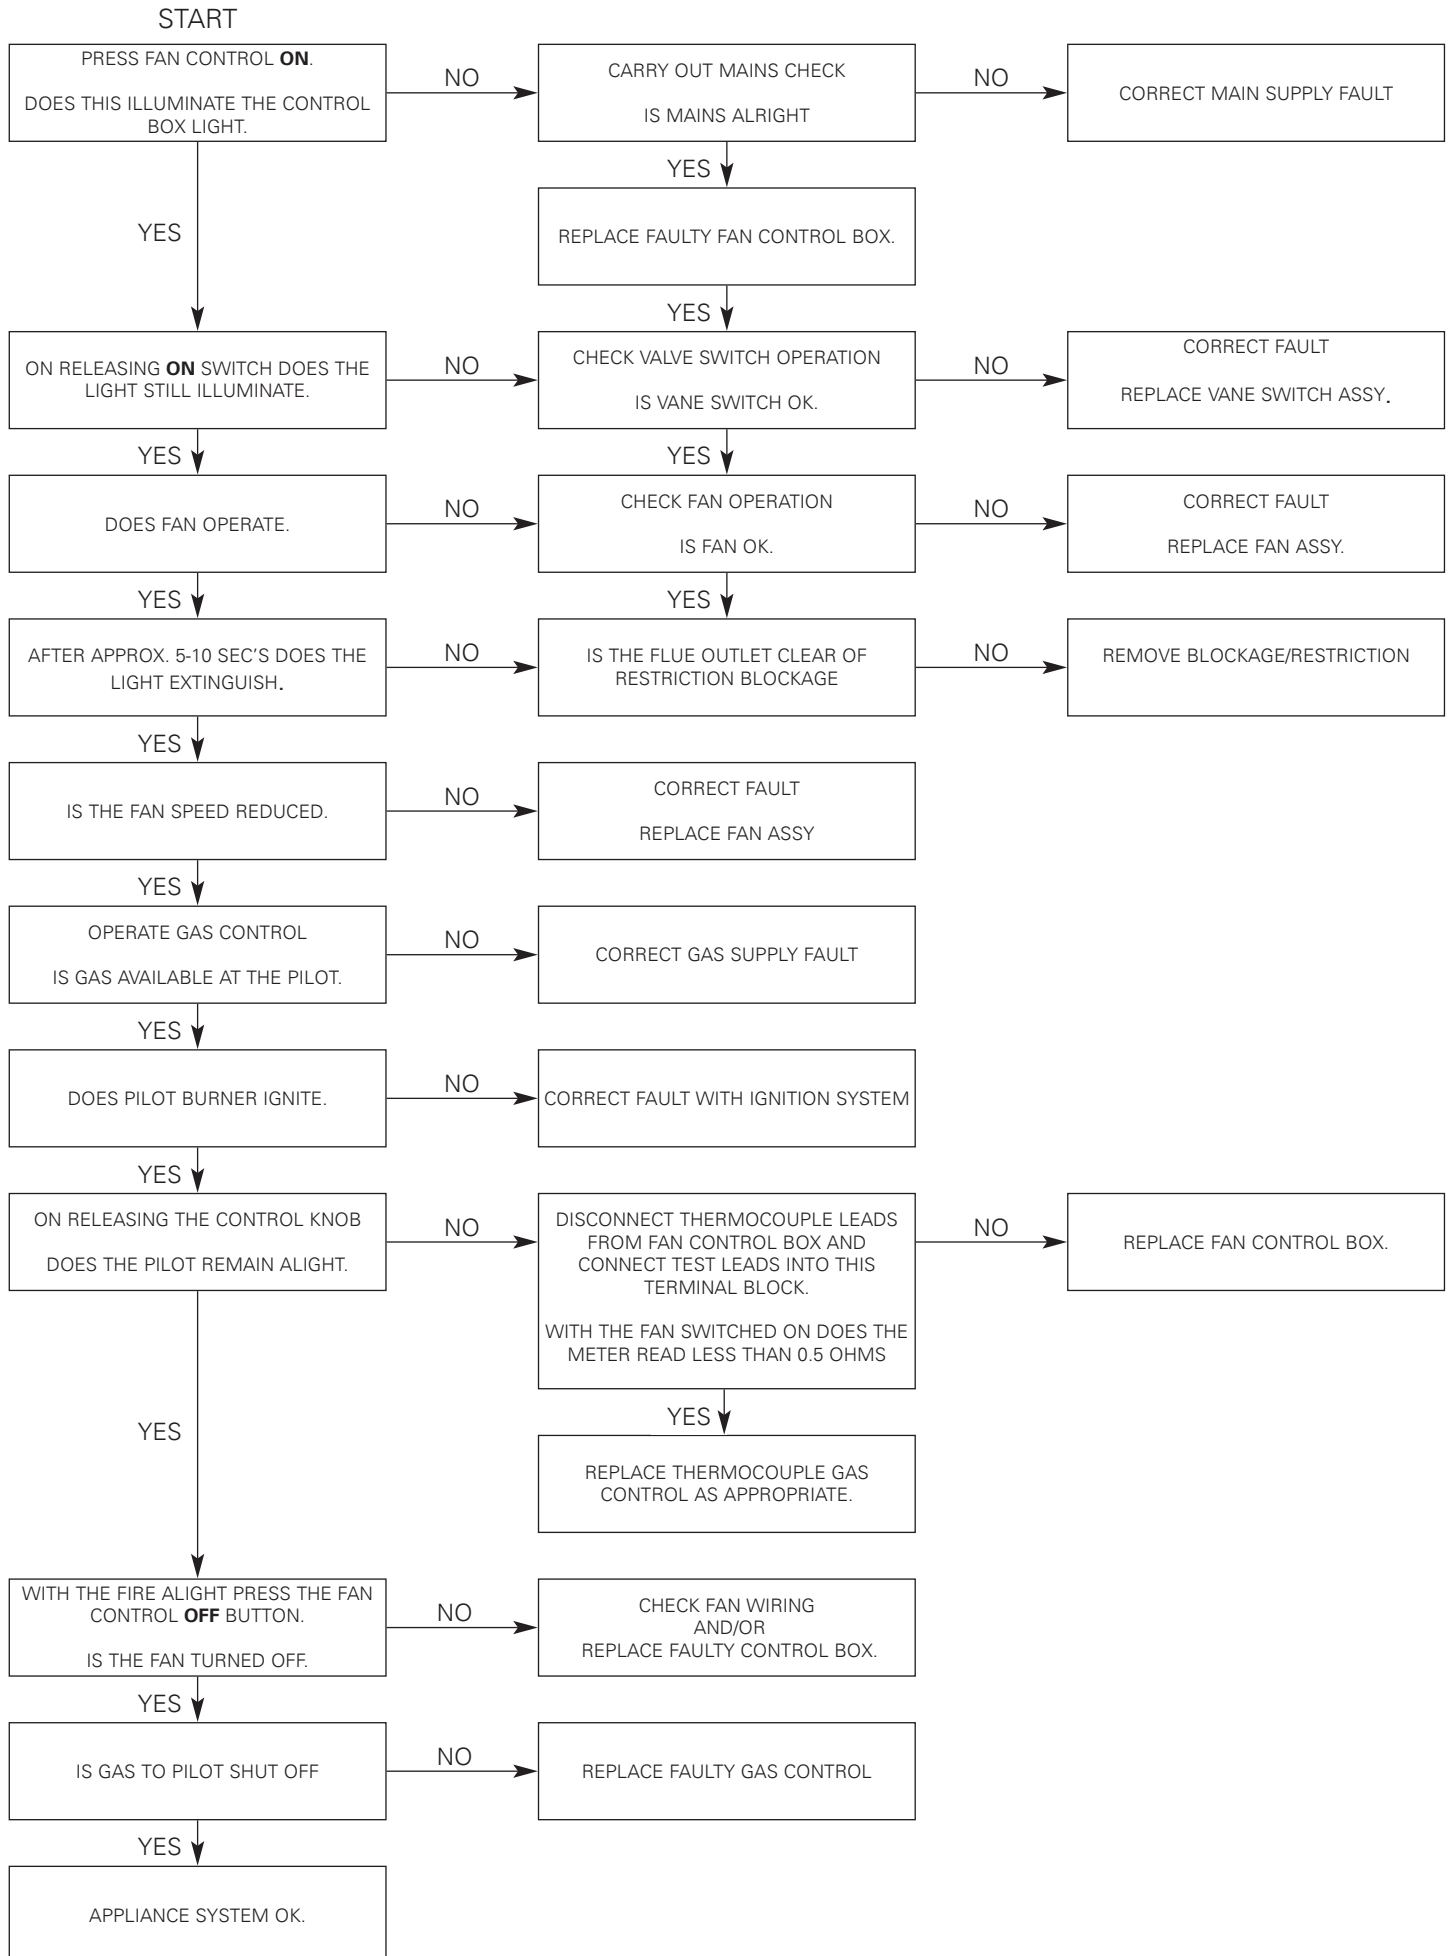 START
PRESS FAN CONTROL ON.
DOES THIS ILLUMINATE THE CONTROL
BOX LIGHT.
NO
CARRY OUT MAINS CHECK
IS MAINS ALRIGHT
NO
CORRECT MAIN SUPPLY FAULT
YES
YES
REPLACE FAULTY FAN CONTROL BOX.
YES
ON RELEASING ON SWITCH DOES THE
LIGHT STILL ILLUMINATE.
NO
CHECK VALVE SWITCH OPERATION
IS VANE SWITCH OK.
NO
CORRECT FAULT
REPLACE VANE SWITCH ASSY.
YES
YES
DOES FAN OPERATE.
NO
CHECK FAN OPERATION
IS FAN OK.
NO
CORRECT FAULT
REPLACE FAN ASSY.
YES
YES
AFTER APPROX. 5-10 SEC'S DOES THE
LIGHT EXTINGUISH.
NO
IS THE FLUE OUTLET CLEAR OF
RESTRICTION BLOCKAGE
NO
REMOVE BLOCKAGE/RESTRICTION
YES
IS THE FAN SPEED REDUCED.
NO
CORRECT FAULT
REPLACE FAN ASSY
YES
OPERATE GAS CONTROL
IS GAS AVAILABLE AT THE PILOT.
NO
CORRECT GAS SUPPLY FAULT
YES
DOES PILOT BURNER IGNITE.
NO
CORRECT FAULT WITH IGNITION SYSTEM
YES
ON RELEASING THE CONTROL KNOB
DOES THE PILOT REMAIN ALIGHT.
NO
DISCONNECT THERMOCOUPLE LEADS
FROM FAN CONTROL BOX AND
CONNECT TEST LEADS INTO THIS
TERMINAL BLOCK.
WITH THE FAN SWITCHED ON DOES THE
METER READ LESS THAN 0.5 OHMS
NO
REPLACE FAN CONTROL BOX.
YES
YES
REPLACE THERMOCOUPLE GAS
CONTROL AS APPROPRIATE.
WITH THE FIRE ALIGHT PRESS THE FAN
CONTROL OFF BUTTON.
IS THE FAN TURNED OFF.
NO
CHECK FAN WIRING
AND/OR
REPLACE FAULTY CONTROL BOX.
YES
IS GAS TO PILOT SHUT OFF
NO
REPLACE FAULTY GAS CONTROL
YES
APPLIANCE SYSTEM OK.